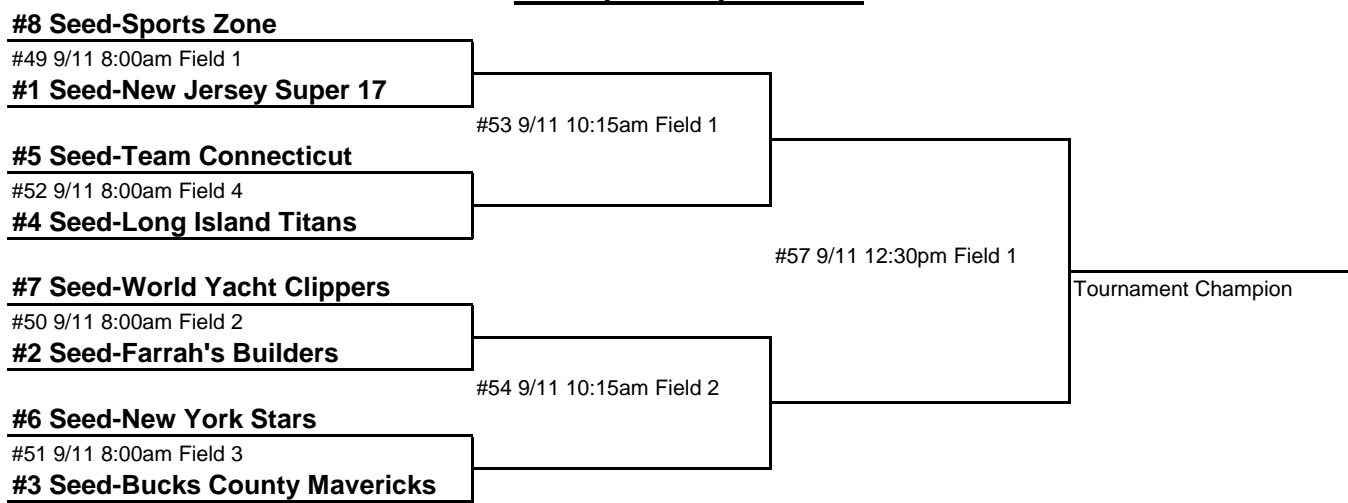 #8 Seed-Sports Zone
#49 9/11 8:00am Field 1
#1 Seed-New Jersey Super 17
#53 9/11 10:15am Field 1
#5 Seed-Team Connecticut
#52 9/11 8:00am Field 4
#4 Seed-Long Island Titans
#57 9/11 12:30pm Field 1
#7 Seed-World Yacht Clippers
Tournament Champion
#50 9/11 8:00am Field 2
#2 Seed-Farrah's Builders
#54 9/11 10:15am Field 2
#6 Seed-New York Stars
#51 9/11 8:00am Field 3
#3 Seed-Bucks County Mavericks